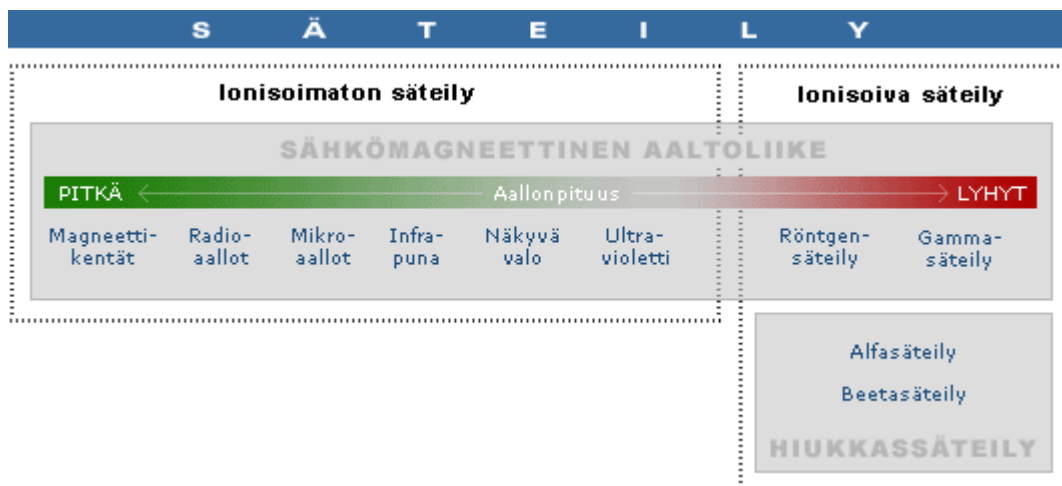 SÄTEILY
Ionisoimaton säteily
Ionisoiva säteily
SÄHKÖMAGNEETTINEN AALTOLIIKE
PITKÄ Aallonpituus LYHYT
Magneetti-
kentät
Radio-
aallot
Mikro-
aallot
Infra-
puna
Näkyvä
valo
Ultra-
violetti
Röntgen-
säteily
Gamma-
säteily
Alfasäteily
Beetasäteily
HIUKKASSÄTEILY